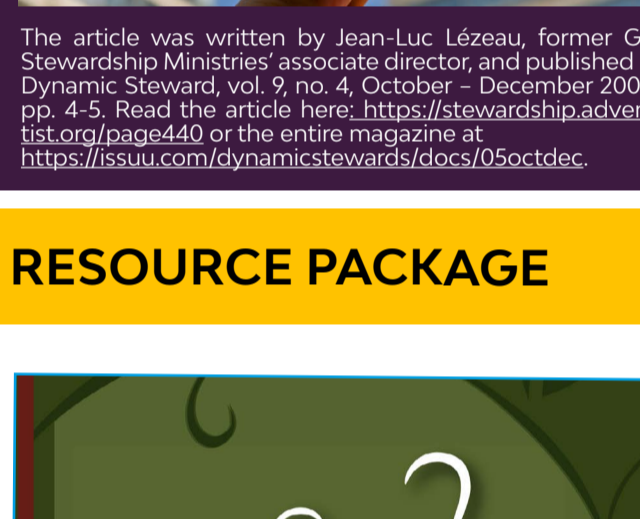 The article was written by Jean-Luc Lézeau, former G
Stewardship Ministries’ associate director, and published
Dynamic Steward, vol. 9, no. 4, October – December 200
pp. 4-5. Read the article here: https://stewardship.adven
tist.org/page440 or the entire magazine at
https://issuu.com/dynamicstewards/docs/05octdec.
RESOURCE PACKAGE